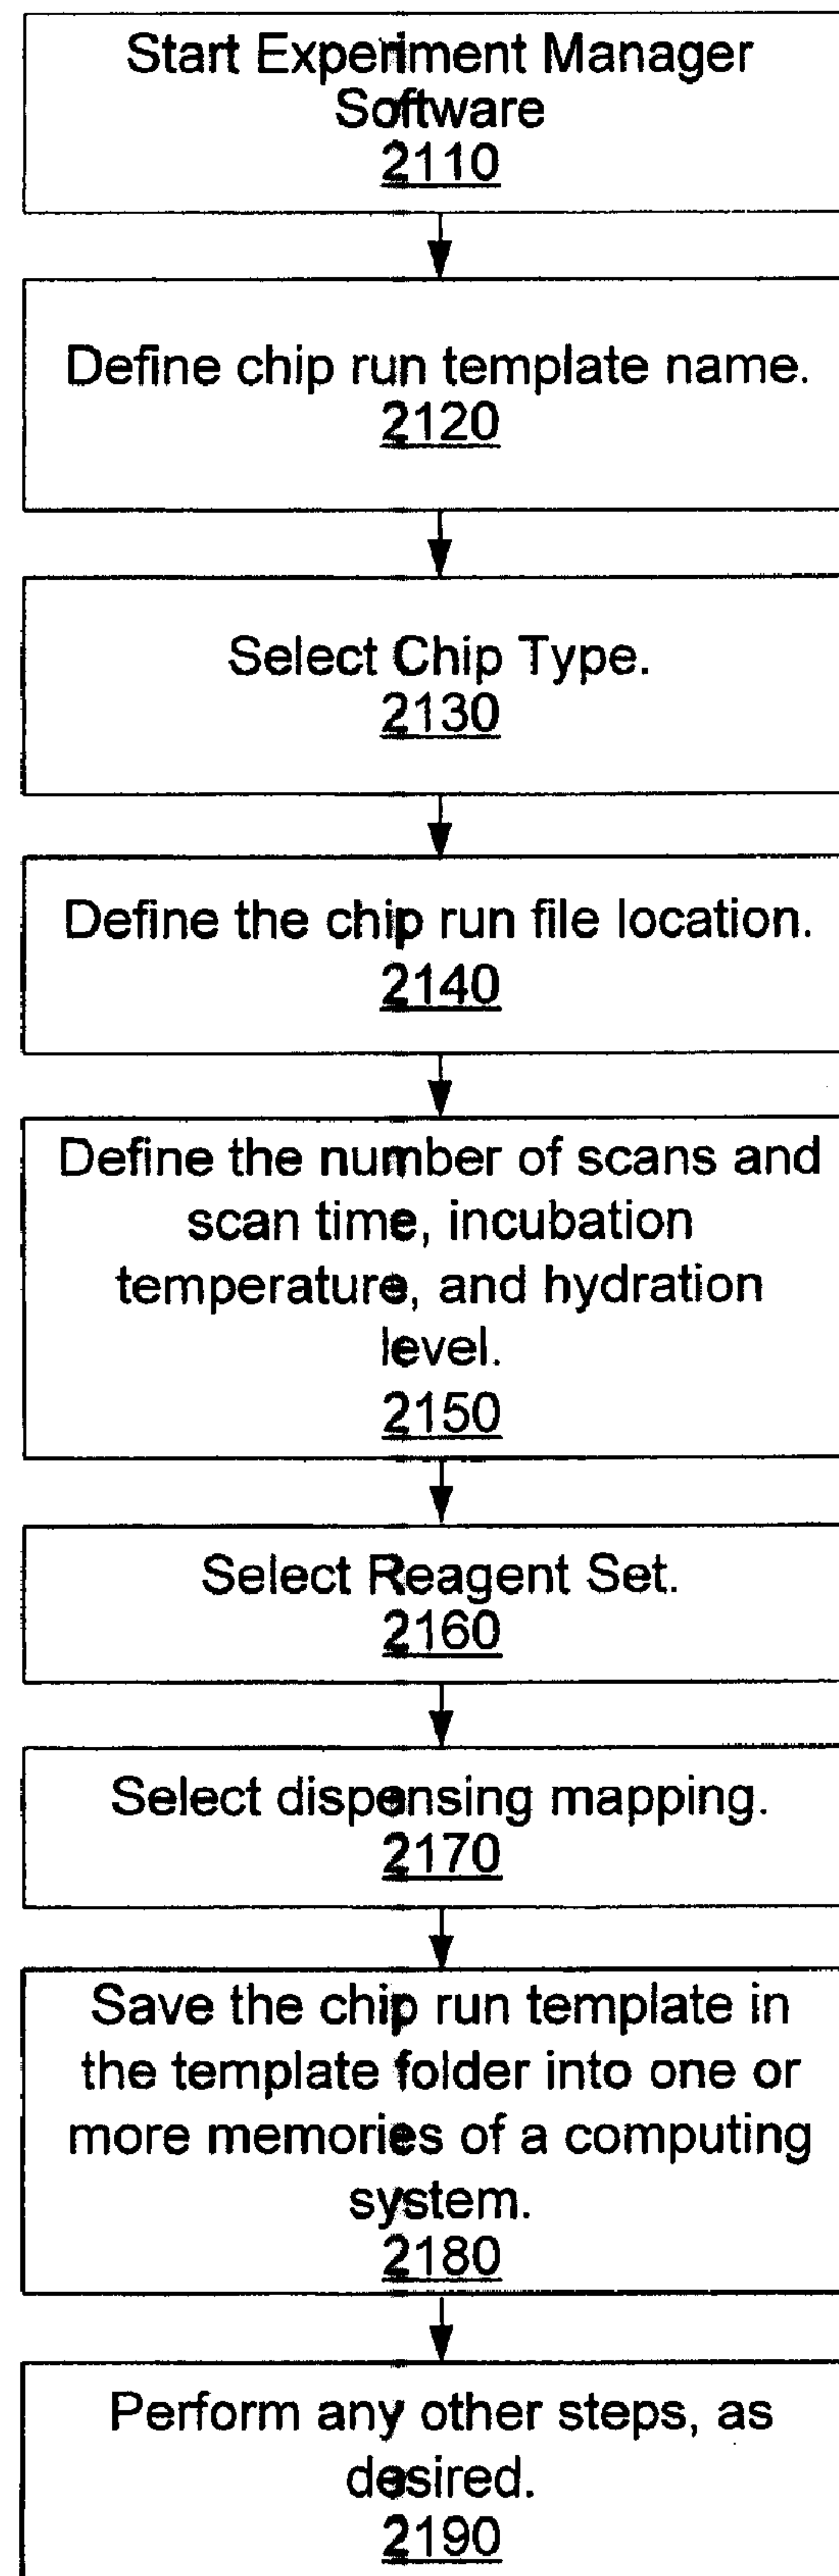 Start Experiment Manager
Software
2110
Define chip run template name.
2120
Select Chip Type.
2130
Define the chip run file location.
2140
Define the number of scans and
scan time, incubation
temperature, and hydration
level.
2150
Select Reagent Set.
2160
Select dispensing mapping.
2170
Save the chip run template in
the template folder into one or
more memories of a computing
system.
2180
Perform any other steps, as
desired.
2190